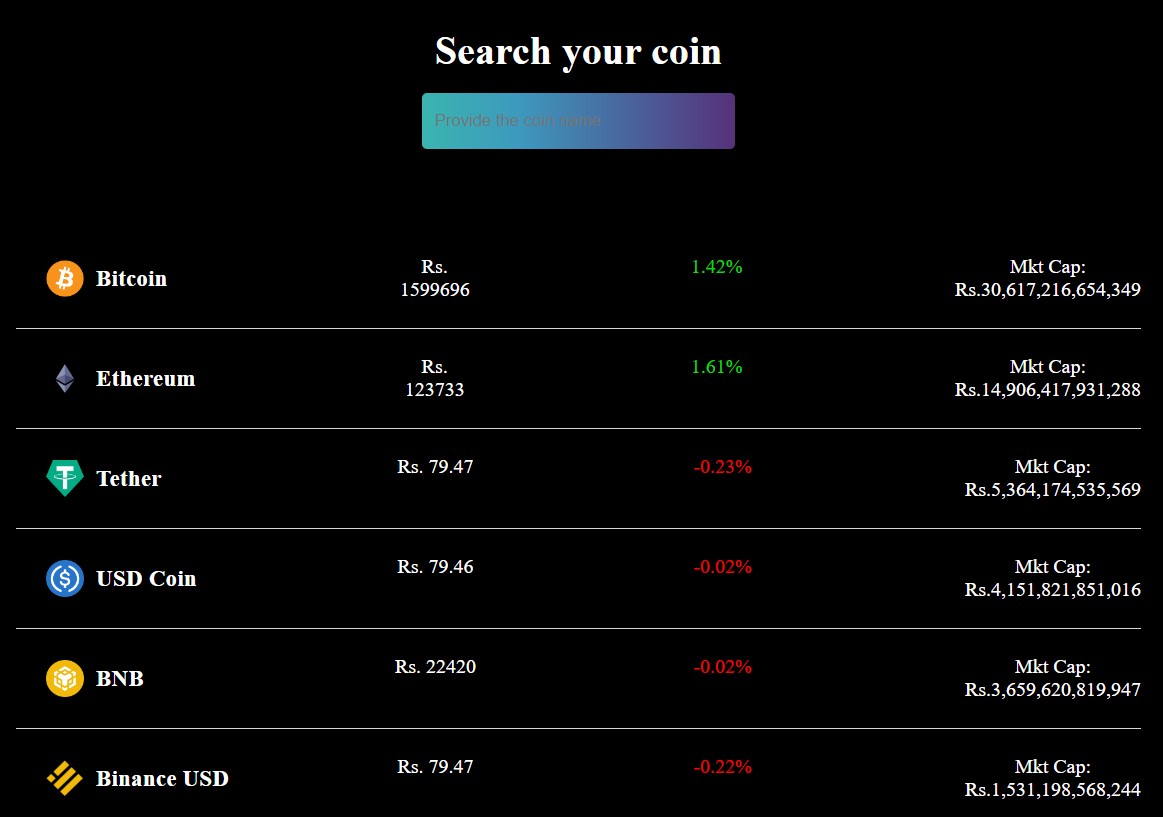 Search your coin
Provide the coin name
Bitcoin
Rs.
1599696
1.42%
Mkt Cap:
Rs.30,617,216,654,349
Ethereum
Rs.
123733
1.61%
Mkt Cap:
Rs.14,906,417,931,288
Tether
Rs. 79.47
-0.23%
Mkt Cap:
Rs.5,364,174,535,569
USD Coin
Rs. 79.46
-0.02%
Mkt Cap:
Rs.4,151,821,851,016
BNB
Rs. 22420
-0.02%
Mkt Cap:
Rs.3,659,620,819,947
Binance USD
Rs. 79.47
-0.22%
Mkt Cap:
Rs.1,531,198,568,244